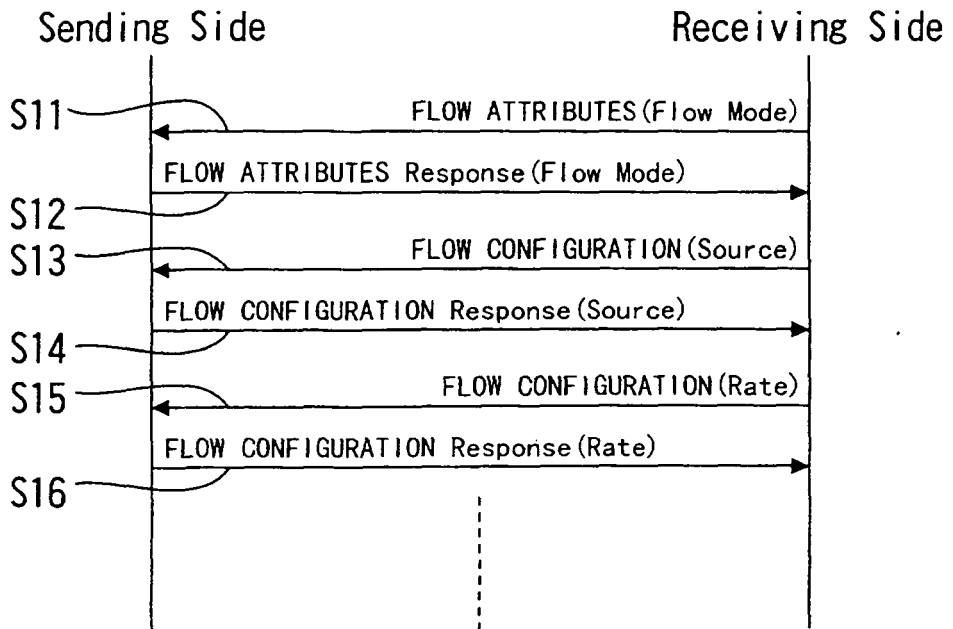 Sending Side
Receiving Side
S11
FLOW ATTRIBUTES(Flow Mode)
FLOW ATTRIBUTES Response(Flow Mode)
S12
S13
FLOW CONFIGURATION(Source)
FLOW CONFIGURATION Response(Source)
S14
S15
FLOW CONFIGURATION(Rate)
FLOW CONFIGURATION Response(Rate)
S16